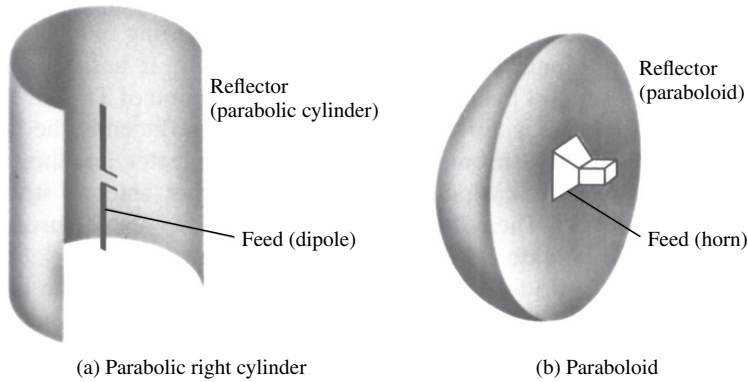 Reflector
(parabolic cylinder)
Feed (dipole)
(a) Parabolic right cylinder
Reflector
(paraboloid)
Feed (horn)
(b) Paraboloid